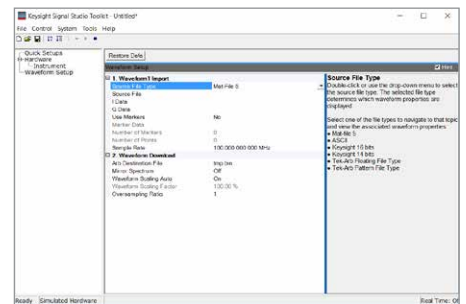 Keysight Signal Studio Toolkit - Untitled*
File Control System Tools Help
Quick Setups
Hardware
Instrument
Waveform Setup
Restore Defa
Waveform Setup
Hint
1. Waveform1 Import
Source File Type Mat-File 5
Source File
I Data
Q Data
Use Markers No
Marker Data
Number of Markers 0
Number of Points 0
Sample Rate 100.000 000 000 MHz
2. Waveform Download
Arb Destination File
Mirror Spectrum Off
Waveform Scaling Auto On
Waveform Scaling Factor 100.00 %
Oversampling Ratio 1
Source File Type
Double-click or use the drop-down menu to select
the source file type. The selected file type
determines which waveform properties are
displayed.
Select one of the file types to navigate to that topic
and view the associated waveform properties.
• Mat-file 5
• ASCII
• Keysight 16 bits
• Keysight 14 bits
• Tek-Arb Floating File Type
• Tek-Arb Pattern File Type
Ready Simulated Hardware Real Time: Of